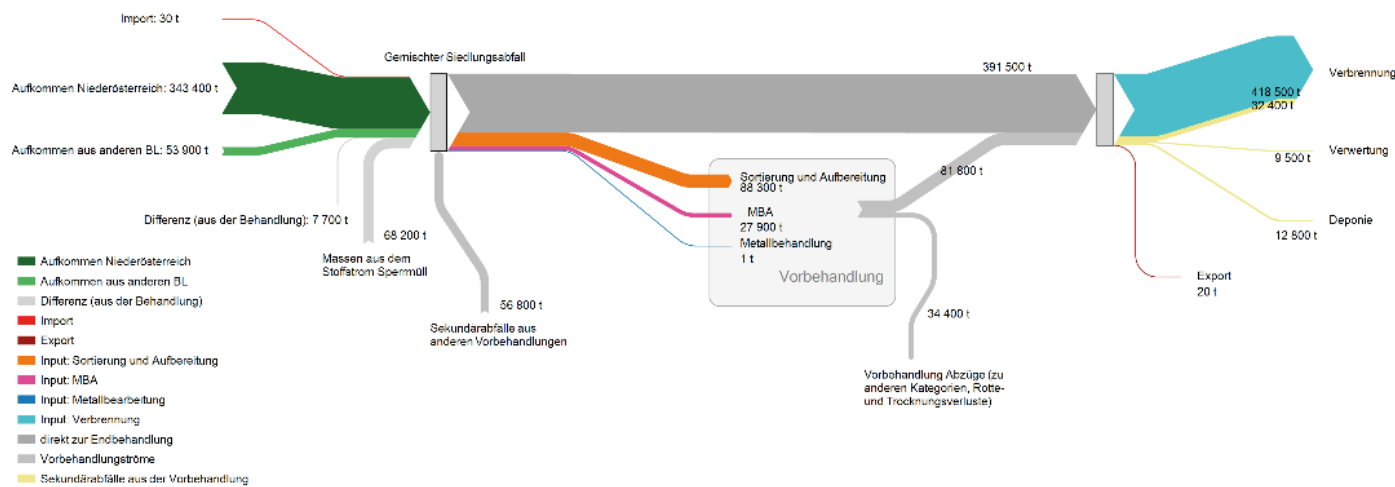 Import: 30 t
Gemischter Siedlungsabfall
391 500 t
Verbrennung
Aufkommen Niederösterreich: 343 400 t
418 500 t
32 400 t
Aufkommen aus anderen BL: 53 900 t
Verwertung
9 500 t
Sortierung und Aufbereitung
88 300 t
81 800 t
MBA
27 900 t
Differenz (aus der Behandlung): 7 700 t
Deponie
12 800 t
68 200 t
Metallbehandlung
1 t
Massen aus dem
Stoffstrom Sperrmüll
Vorbehandlung
Export
20 t
56 800 t
34 400 t
Sekundärabfälle aus
anderen Vorbehandlungen
Vorbehandlung Abzüge (zu
anderen Kategorien, Rotte-
und Trocknungsverluste)
Aufkommen Niederösterreich
Aufkommen aus anderen BL
Differenz (aus der Behandlung)
Import
Export
Input: Sortierung und Aufbereitung
Input: MBA
Input: Metallbearbeitung
Input: Verbrennung
direkt zur Endbehandlung
Vorbehandlungströme
Sekundärabfälle aus der Vorbehandlung